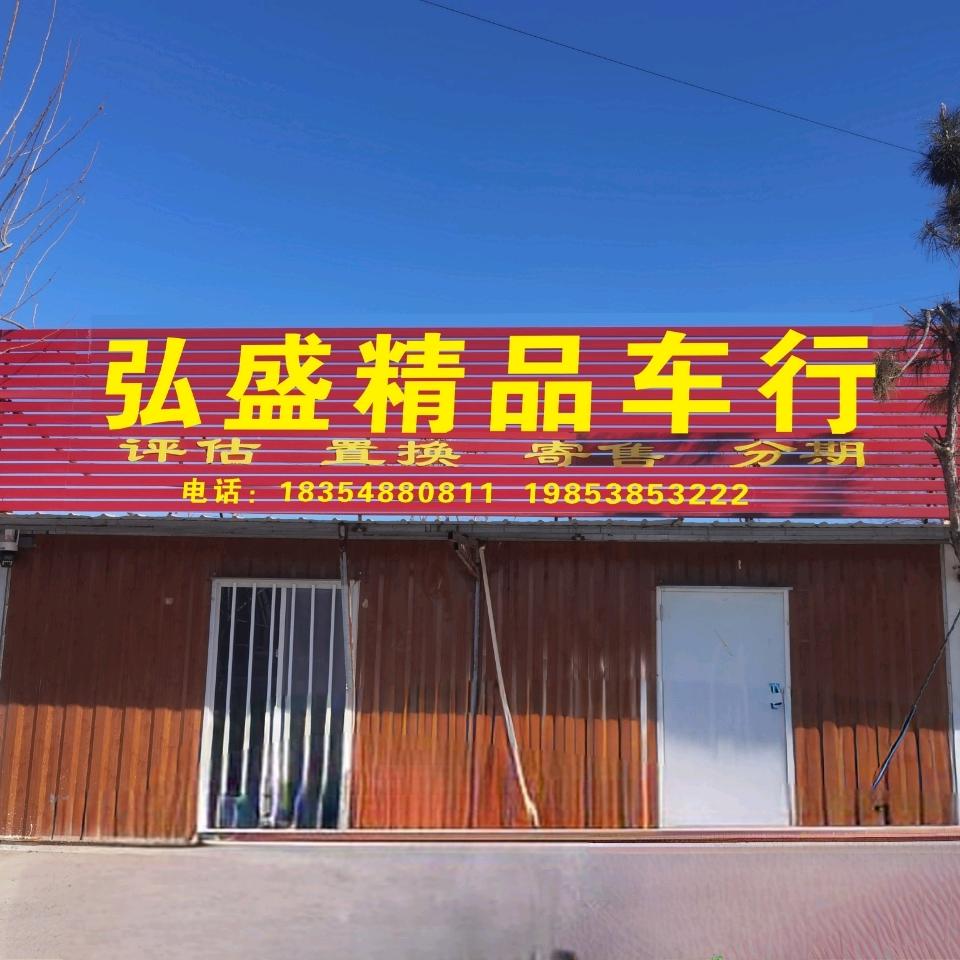 弘盛精品车行
评估 置换 寄售 分期
电话：18354880811 19853853222